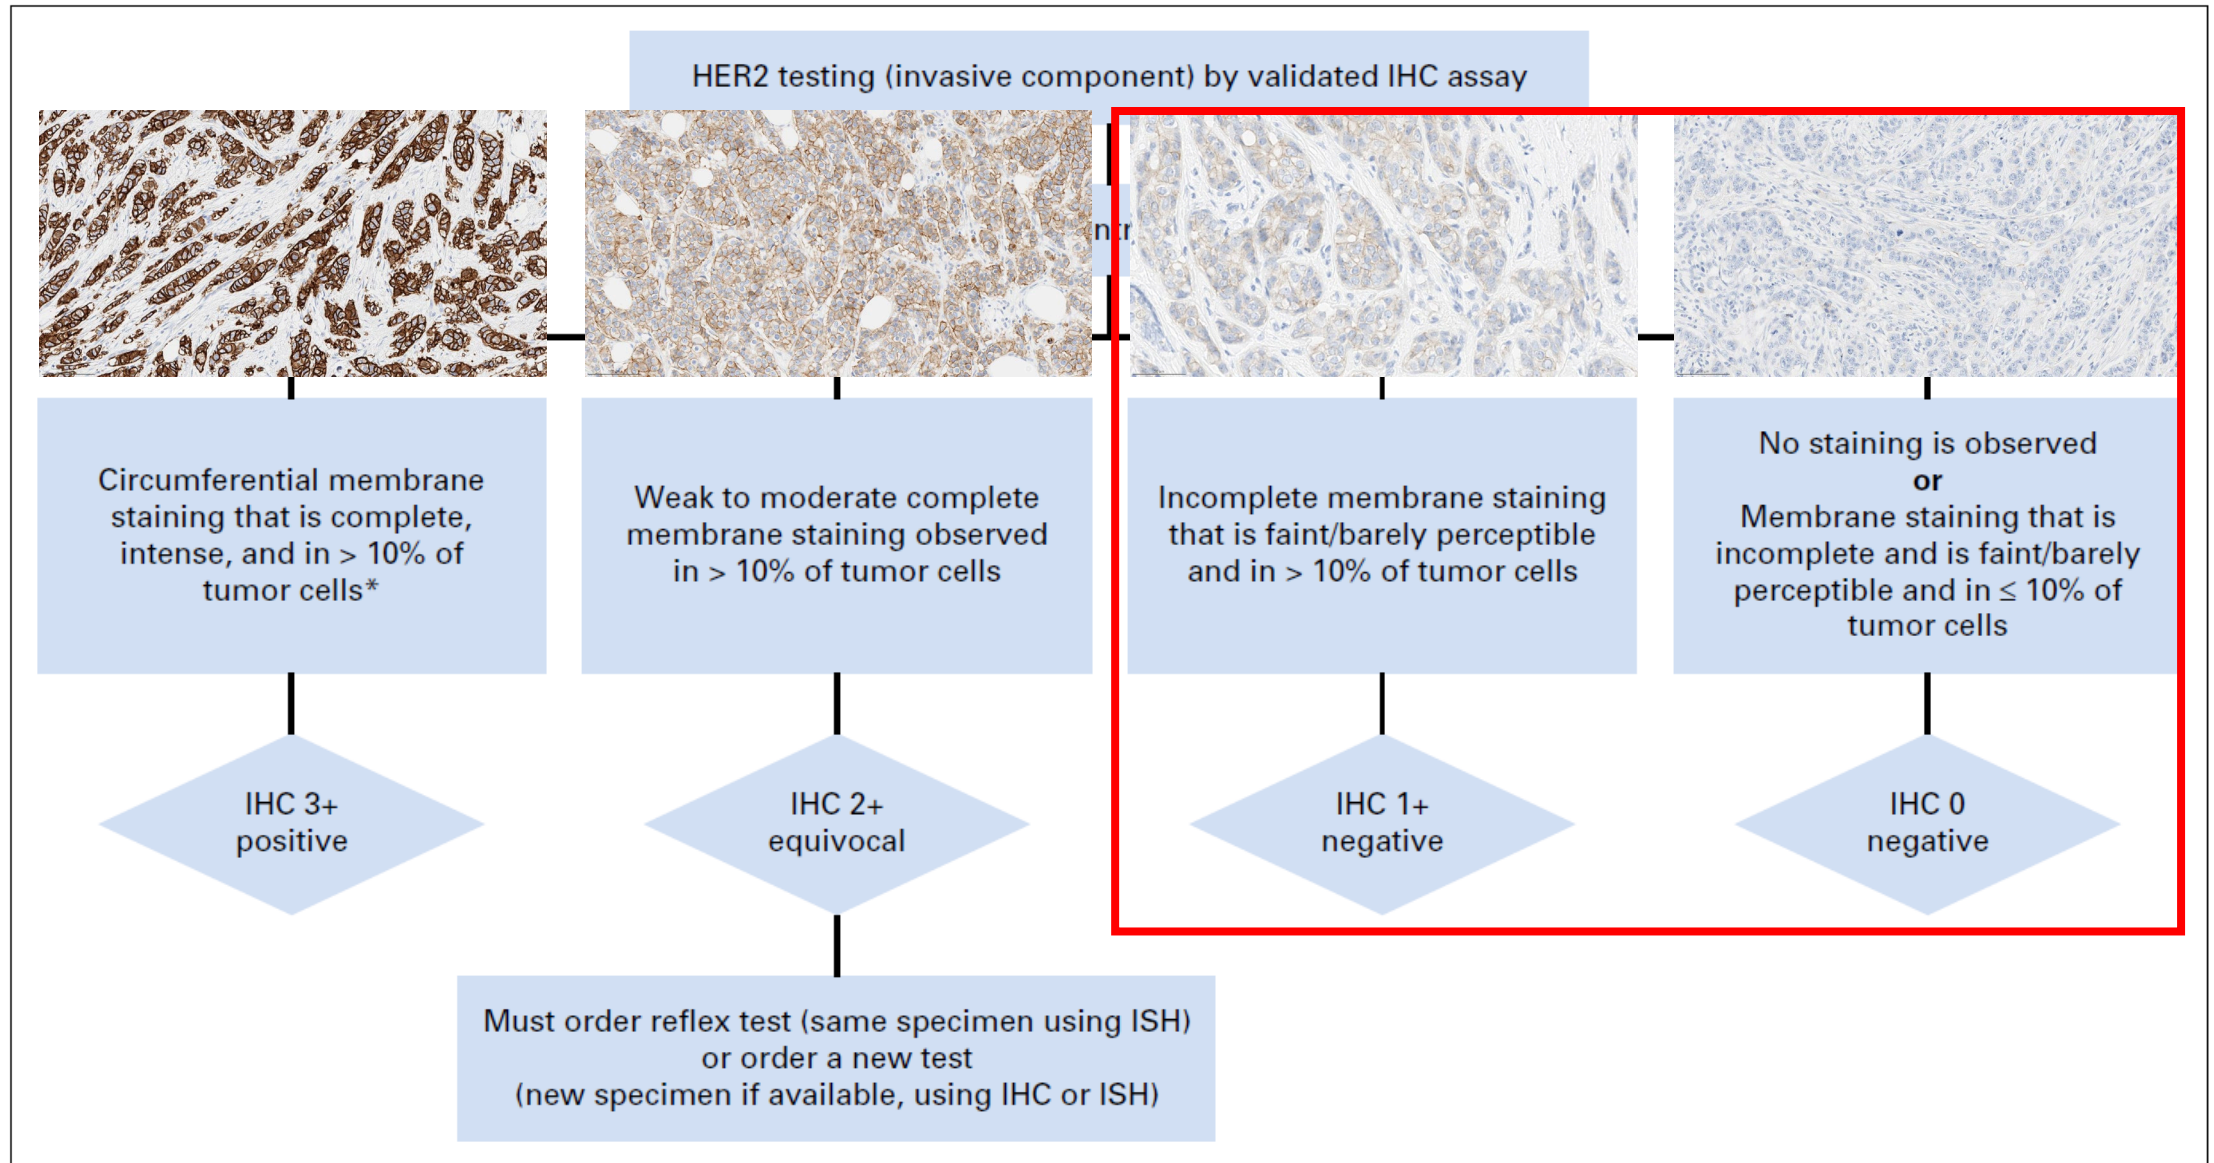 HER2 testing (invasive component) by validated IHC assay
Circumferential membrane
staining that is complete,
intense, and in > 10% of
tumor cells*
Weak to moderate complete
membrane staining observed
in > 10% of tumor cells
Incomplete membrane staining
that is faint/barely perceptible
and in > 10% of tumor cells
No staining is observed
or
Membrane staining that is
incomplete and is faint/barely
perceptible and in ≤ 10% of
tumor cells
IHC 3+
positive
IHC 2+
equivocal
IHC 1+
negative
IHC 0
negative
Must order reflex test (same specimen using ISH)
or order a new test
(new specimen if available, using IHC or ISH)